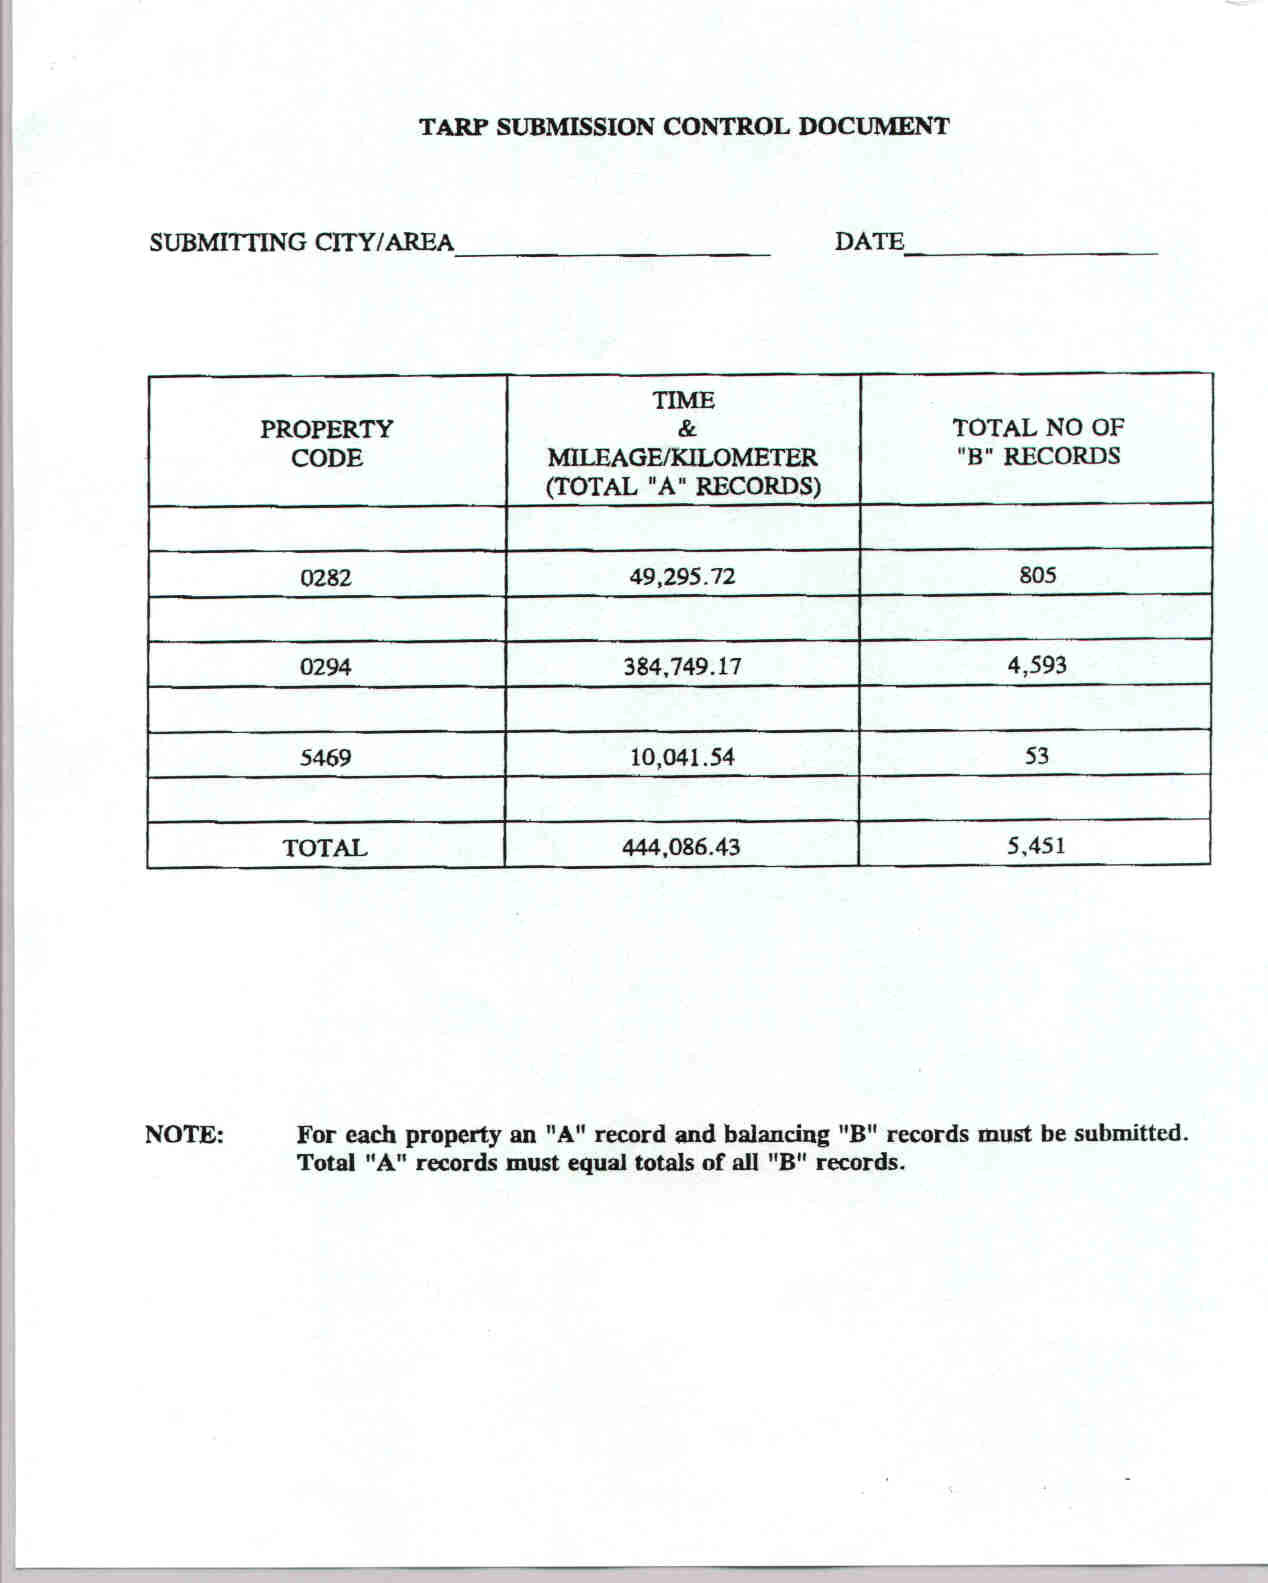 TARP SUBMISSION CONTROL DOCUMENT
SUBMITTING CITY/AREA____________________ DATE________________
PROPERTY
CODE
TIME
&
MILEAGE/KILOMETER
(TOTAL "A" RECORDS)
TOTAL NO OF
"B" RECORDS
0282 49,295.72 805
0294 384,749.17 4,593
5469 10,041.54 53
TOTAL 444,086.43 5,451
NOTE: For each property an "A" record and balancing "B" records must be submitted.
Total "A" records must equal totals of all "B" records.